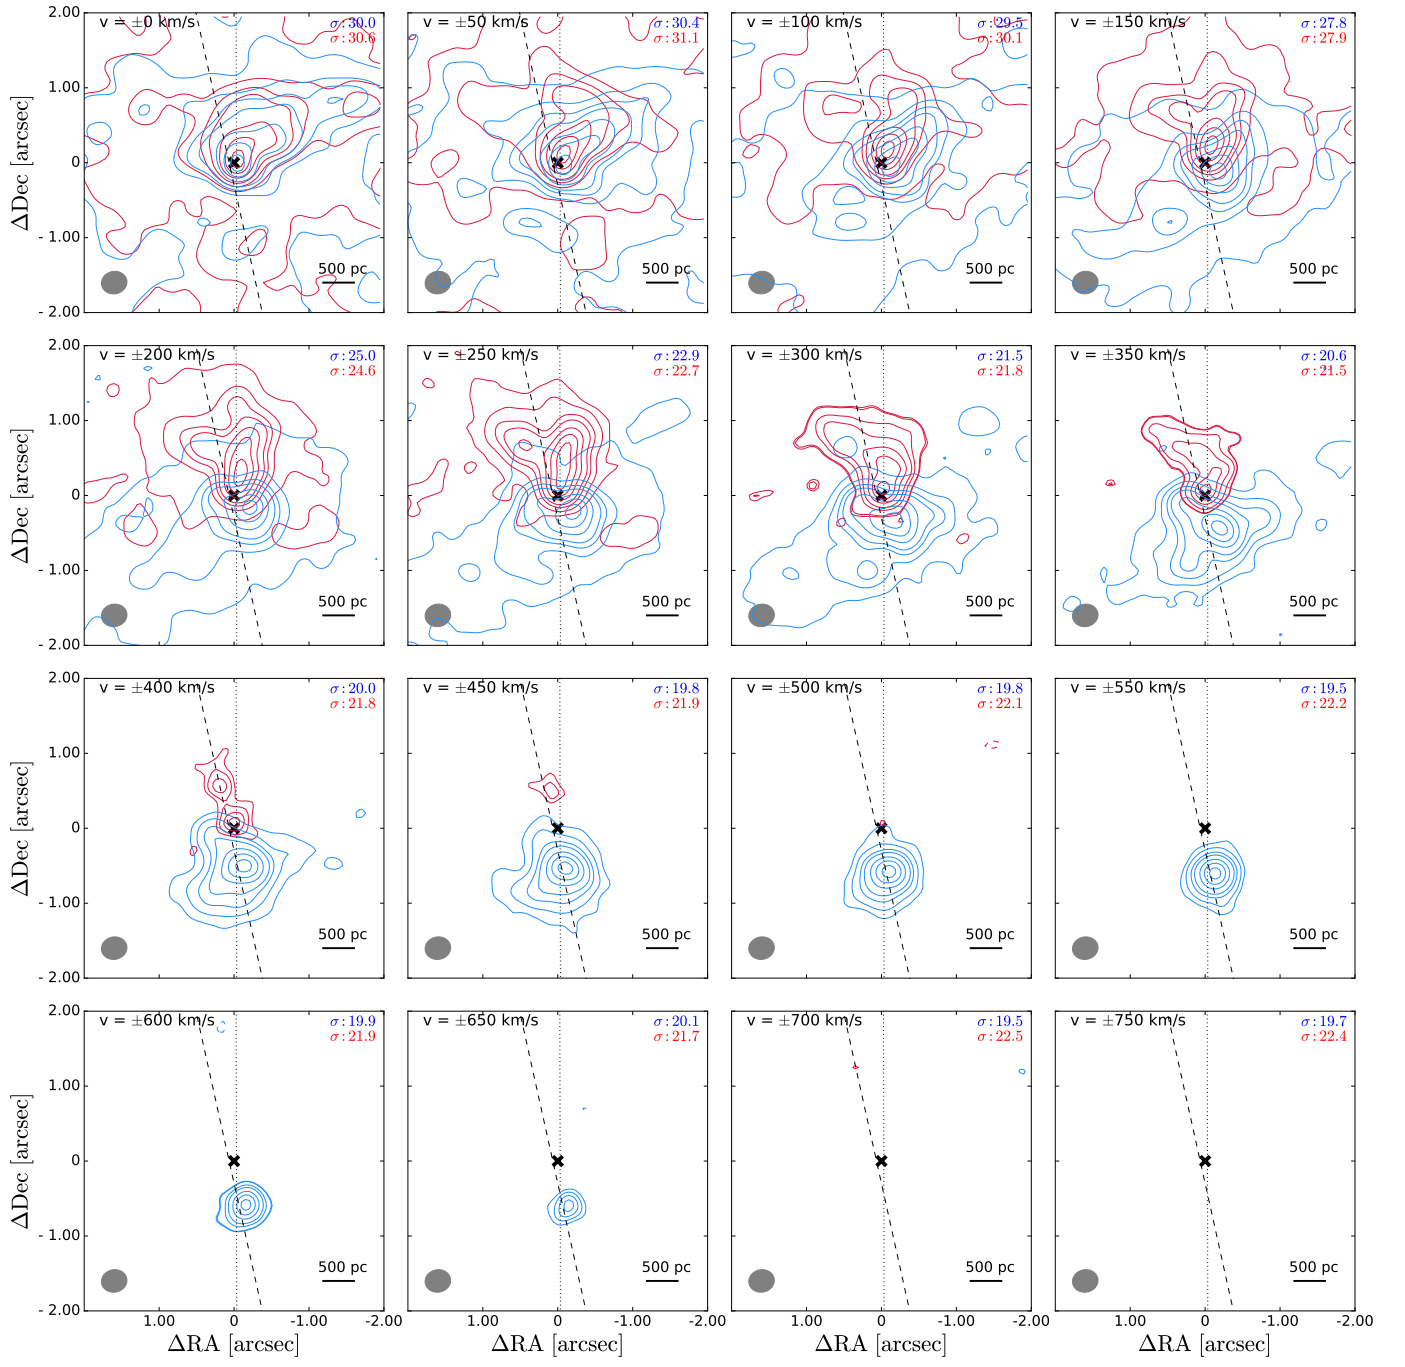 v = ±0 km/s σ:30.0 v = ±50 km/s σ:30.4 v = ±100 km/s σ:29.5 v = ±150 km/s σ:27.8
σ:30.6 σ:31.1 σ:30.1 σ:27.9
2.00
1.00
0
- 1.00
- 2.00
ΔDec [arcsec]
500 pc 500 pc 500 pc 500 pc
v = ±200 km/s σ:25.0 v = ±250 km/s σ:22.9 v = ±300 km/s σ:21.5 v = ±350 km/s σ:20.6
σ:24.6 σ:22.7 σ:21.8 σ:21.5
2.00
1.00
0
- 1.00
- 2.00
ΔDec [arcsec]
500 pc 500 pc 500 pc 500 pc
v = ±400 km/s σ:20.0 v = ±450 km/s σ:19.8 v = ±500 km/s σ:19.8 v = ±550 km/s σ:19.5
σ:21.8 σ:21.9 σ:22.1 σ:22.2
2.00
1.00
0
- 1.00
- 2.00
ΔDec [arcsec]
500 pc 500 pc 500 pc 500 pc
v = ±600 km/s σ:19.9 v = ±650 km/s σ:20.1 v = ±700 km/s σ:19.5 v = ±750 km/s σ:19.7
σ:21.9 σ:21.7 σ:22.5 σ:22.4
2.00
1.00
0
- 1.00
- 2.00
ΔDec [arcsec]
500 pc 500 pc 500 pc 500 pc
1.00 0 -1.00 -2.00 1.00 0 -1.00 -2.00 1.00 0 -1.00 -2.00 1.00 0 -1.00 -2.00
ΔRA [arcsec] ΔRA [arcsec] ΔRA [arcsec] ΔRA [arcsec]